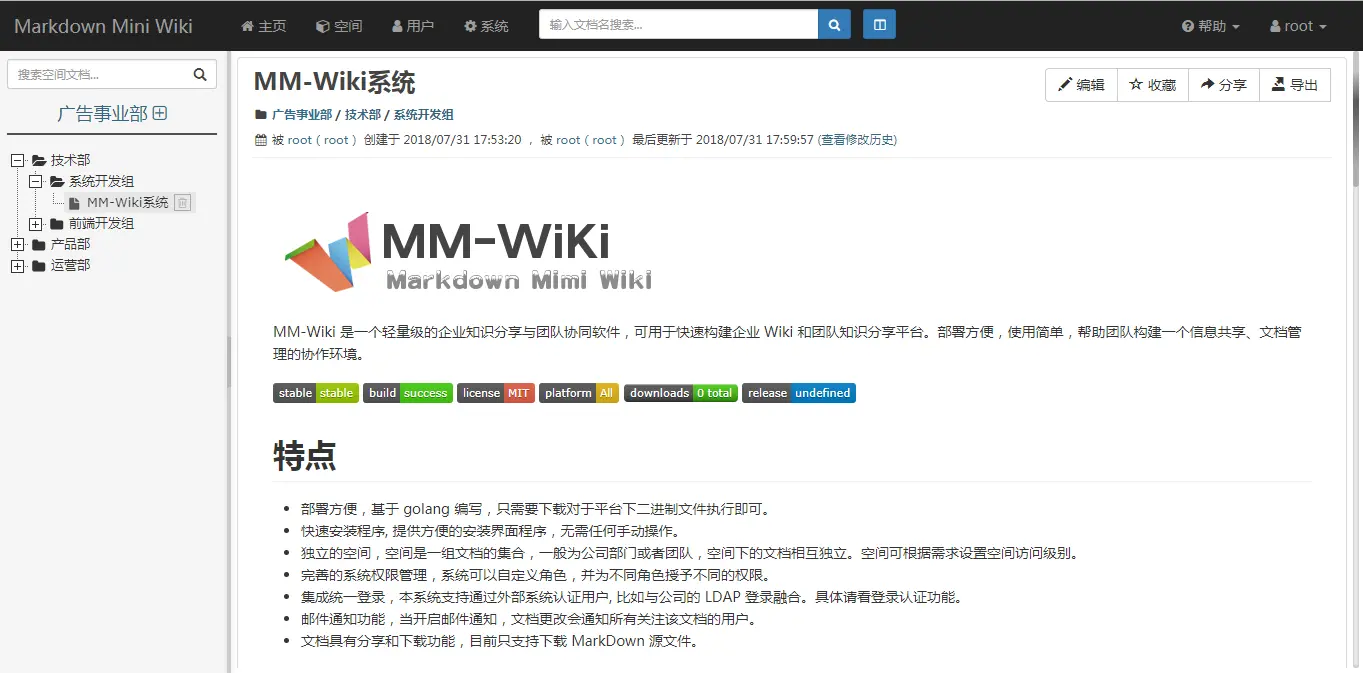 Markdown Mini Wiki 主页 空间 用户 系统 输入文档名搜索... 帮助 root
搜索空间文档...
广告事业部
技术部
系统开发组
MM-Wiki系统
前端开发组
产品部
运营部
MM-Wiki系统
编辑 收藏 分享 导出
广告事业部 / 技术部 / 系统开发组
被 root（root） 创建于 2018/07/31 17:53:20 ， 被 root（root） 最后更新于 2018/07/31 17:59:57 (查看修改历史)
MM-WiKi
Markdown Mimi Wiki
MM-Wiki 是一个轻量级的企业知识分享与团队协同软件，可用于快速构建企业 Wiki 和团队知识分享平台。部署方便，使用简单，帮助团队构建一个信息共享、文档管
理的协作环境。
stable stable build success license MIT platform All downloads 0 total release undefined
特点
部署方便，基于 golang 编写，只需要下载对于平台下二进制文件执行即可。
快速安装程序, 提供方便的安装界面程序，无需任何手动操作。
独立的空间，空间是一组文档的集合，一般为公司部门或者团队，空间下的文档相互独立。空间可根据需求设置空间访问级别。
完善的系统权限管理，系统可以自定义角色，并为不同角色授予不同的权限。
集成统一登录，本系统支持通过外部系统认证用户, 比如与公司的 LDAP 登录融合。具体请看登录认证功能。
邮件通知功能，当开启邮件通知，文档更改会通知所有关注该文档的用户。
文档具有分享和下载功能，目前只支持下载 MarkDown 源文件。